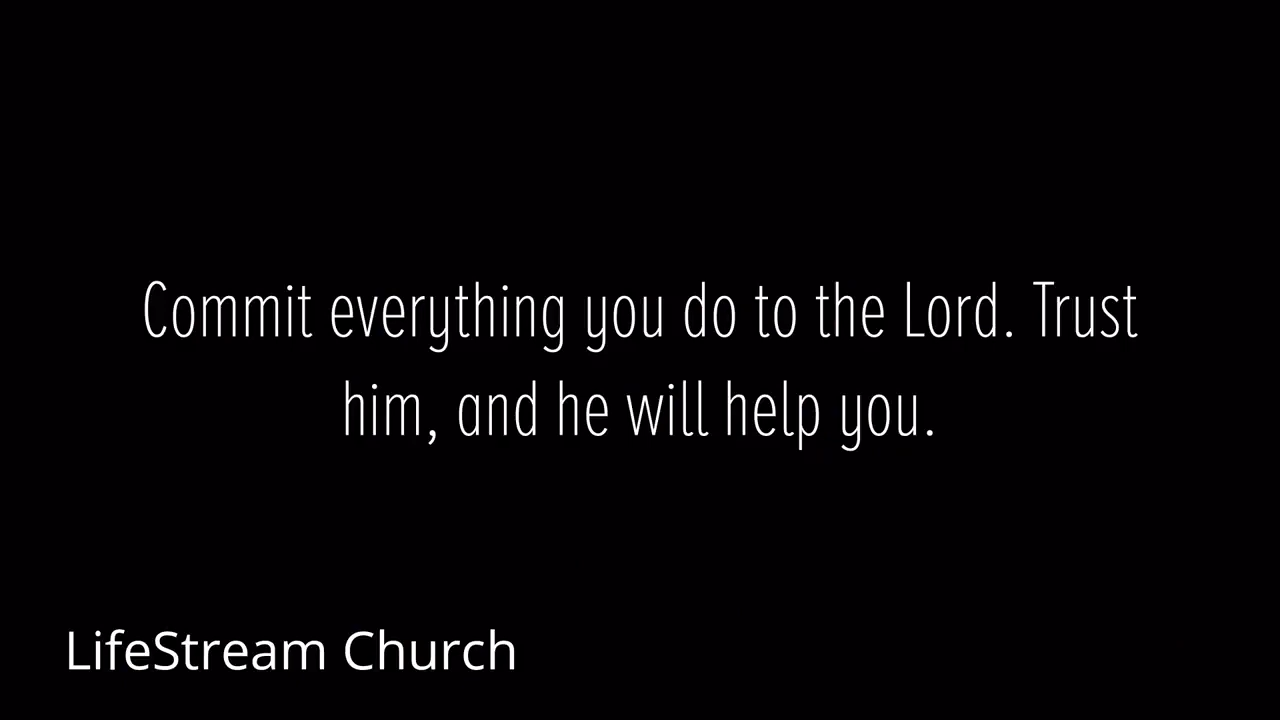 Commit everything you do to the Lord. Trust
him, and he will help you.
LifeStream Church